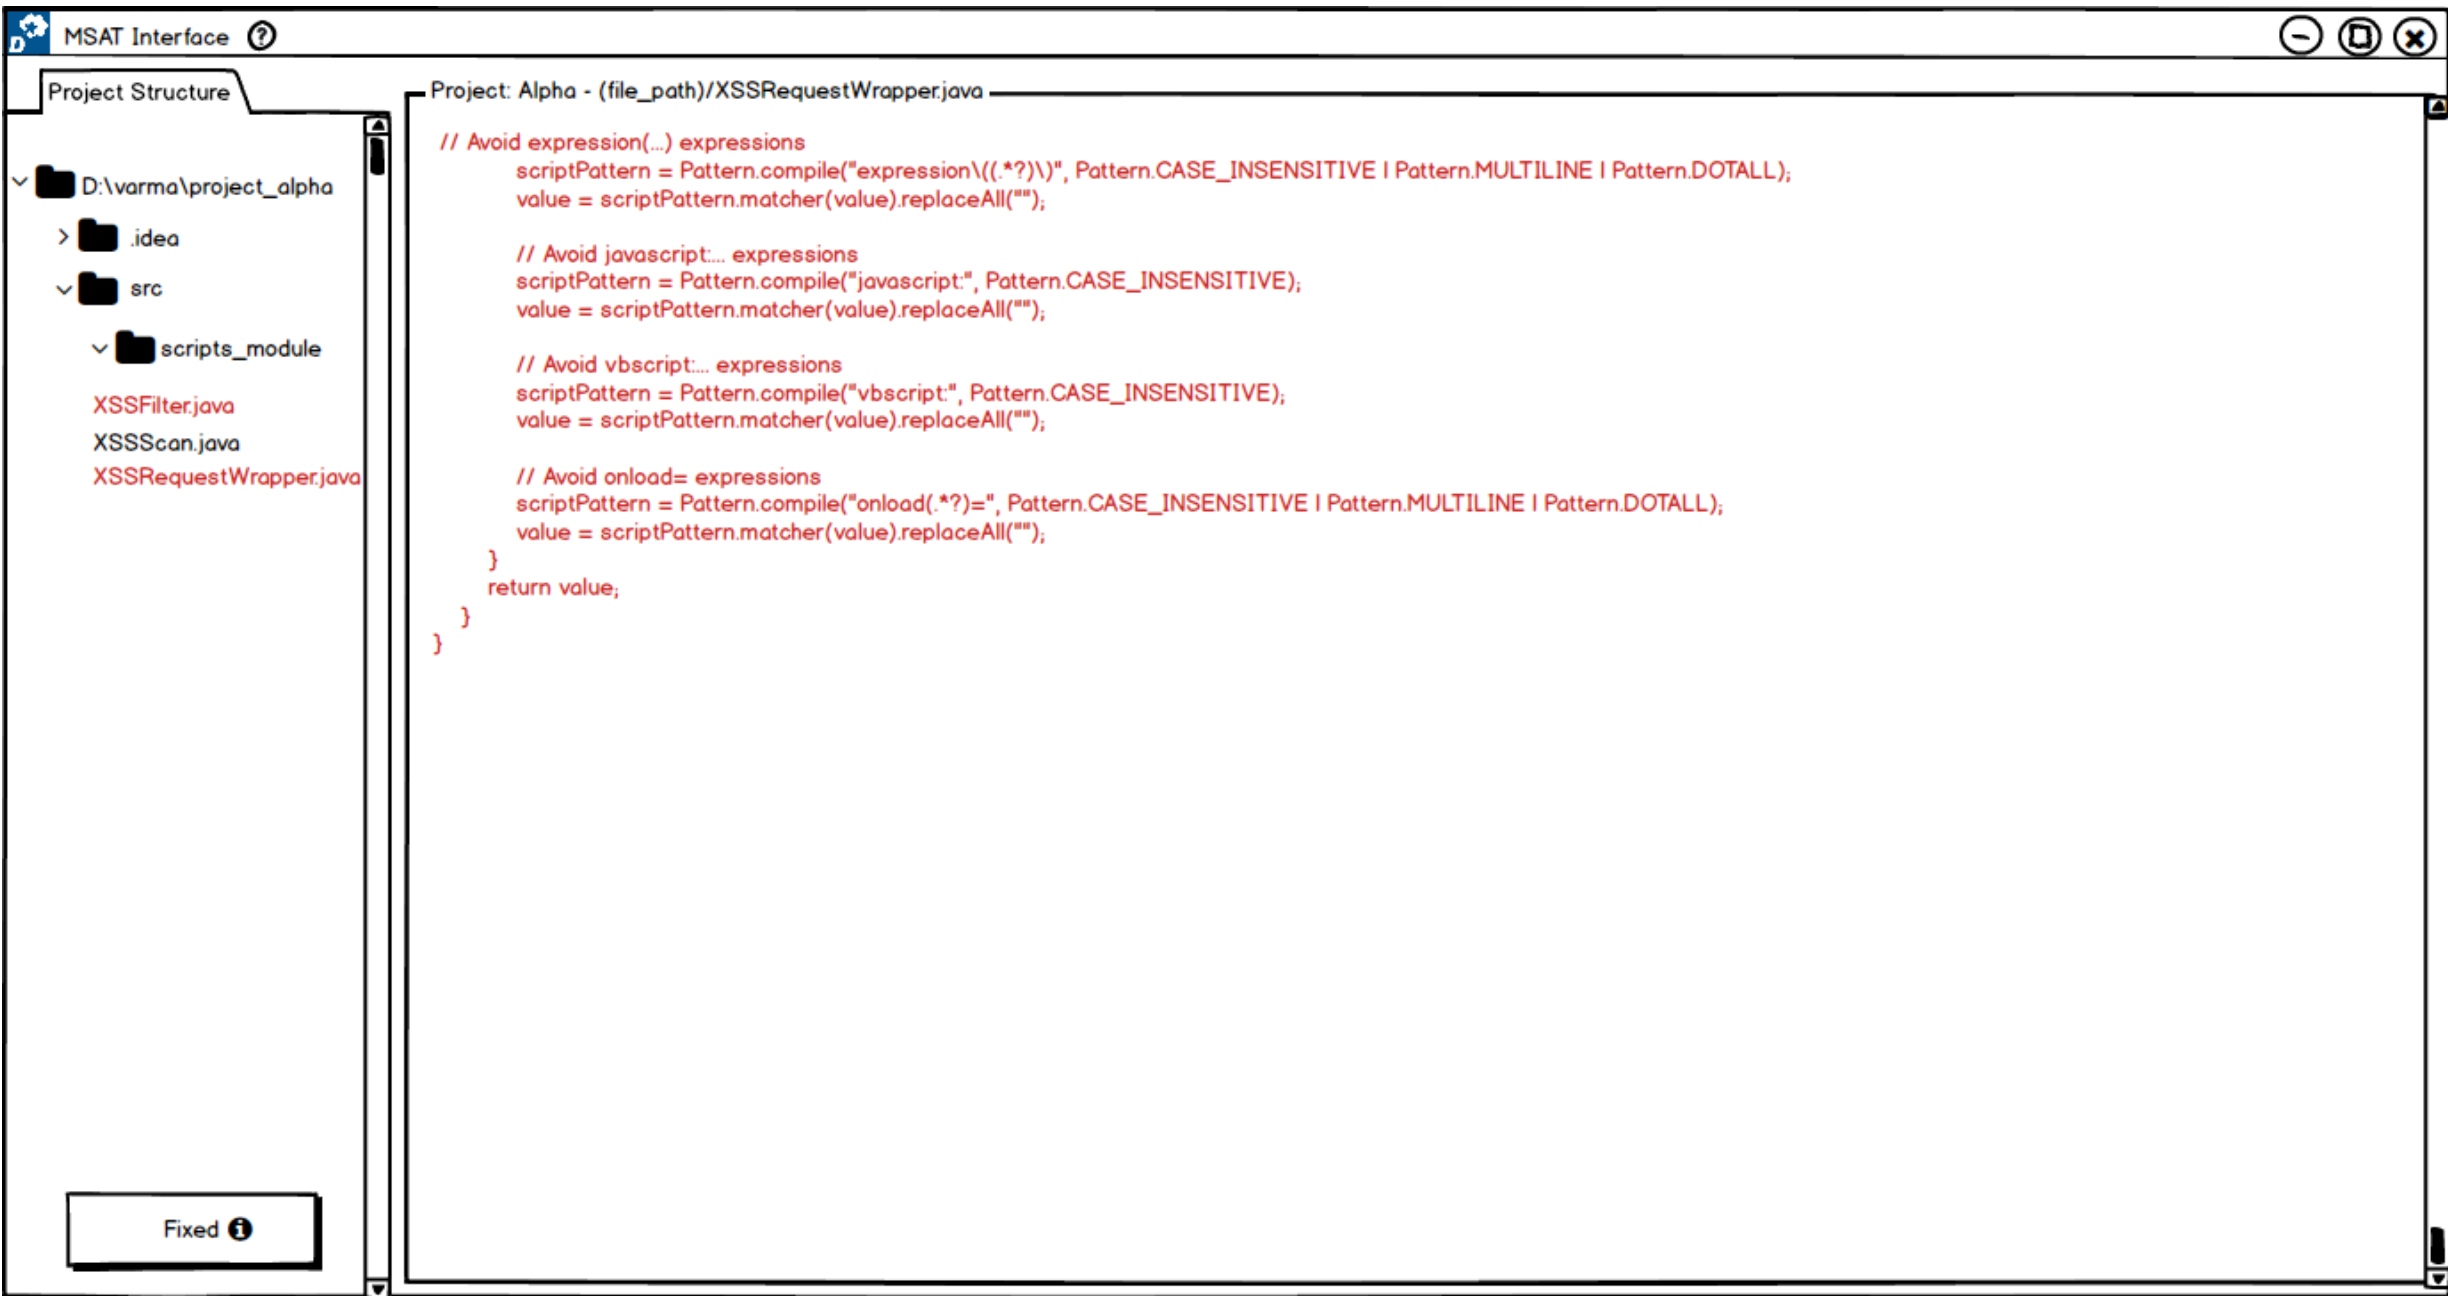 MSAT Interface ?
Project Structure
D:\varma\project_alpha
.idea
src
scripts_module
XSSFilter.java
XSSScan.java
XSSRequestWrapper.java
Fixed i
Project: Alpha - (file_path)/XSSRequestWrapper.java
// Avoid expression(...) expressions
scriptPattern = Pattern.compile("expression\((.*?)\)", Pattern.CASE_INSENSITIVE | Pattern.MULTILINE | Pattern.DOTALL);
value = scriptPattern.matcher(value).replaceAll("");
// Avoid javascript:... expressions
scriptPattern = Pattern.compile("javascript:", Pattern.CASE_INSENSITIVE);
value = scriptPattern.matcher(value).replaceAll("");
// Avoid vbscript:... expressions
scriptPattern = Pattern.compile("vbscript:", Pattern.CASE_INSENSITIVE);
value = scriptPattern.matcher(value).replaceAll("");
// Avoid onload= expressions
scriptPattern = Pattern.compile("onload(.*?)=", Pattern.CASE_INSENSITIVE | Pattern.MULTILINE | Pattern.DOTALL);
value = scriptPattern.matcher(value).replaceAll("");
}
return value;
}
}